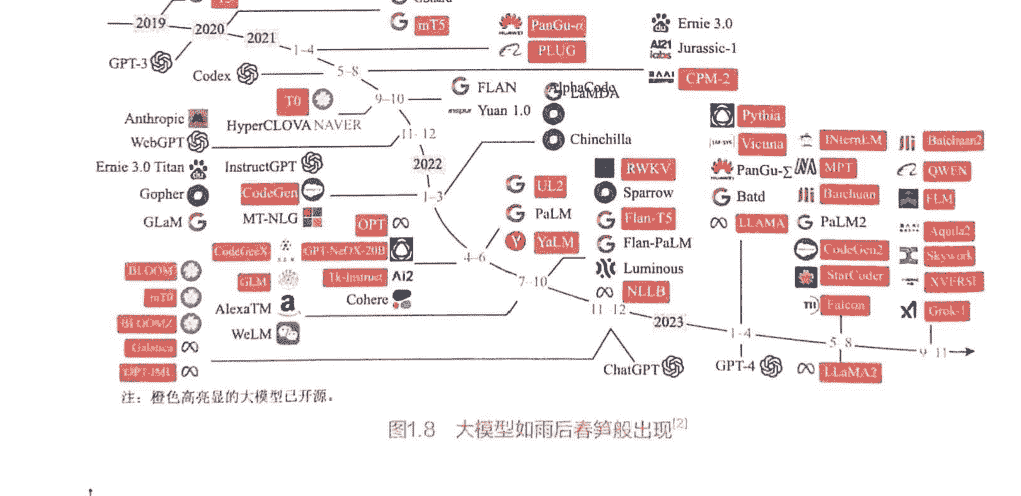 2019
2020
2021
1–4
5–8
9–10
11–12
2022
1–3
4–6
7–10
11–12
2023
1–4
5–8
9–11
GPT-3
mT5
PanGu-α
HUAWEI
PLUG
Ernie 3.0
AI21 labs
Jurassic-1
BAAI
CPM-2
Codex
T0
HyperCLOVA NAVER
FLAN
inspur
Yuan 1.0
AlphaCode
LaMDA
Chinchilla
Anthropic
WebGPT
Ernie 3.0 Titan
Gopher
GLaM
InstructGPT
CodeGen
MT-NLG
OPT
CodeGeeX
GPT-NeOX-20B
GLM
Tk-Instruct
AI2
AlexaTM
Cohere
WeLM
BLOOM
mT0
BLOOMZ
Galatica
OPT-IML
UL2
PaLM
YaLM
RWKV
Sparrow
Flan-T5
Flan-PaLM
Luminous
NLLB
ChatGPT
GPT-4
Pythia
Vicuna
PanGu-Σ
Bard
LLAMA
INternLM
MPT
Baichuan
PaLM2
CodeGen2
StarCoder
TII
Falcon
LLaMA2
Baichuan2
QWEN
FLM
Aquila2
Skywork
XVERSE
Grok-1
注：橙色高亮显的大模型已开源。
图1.8 大模型如雨后春笋般出现[2]